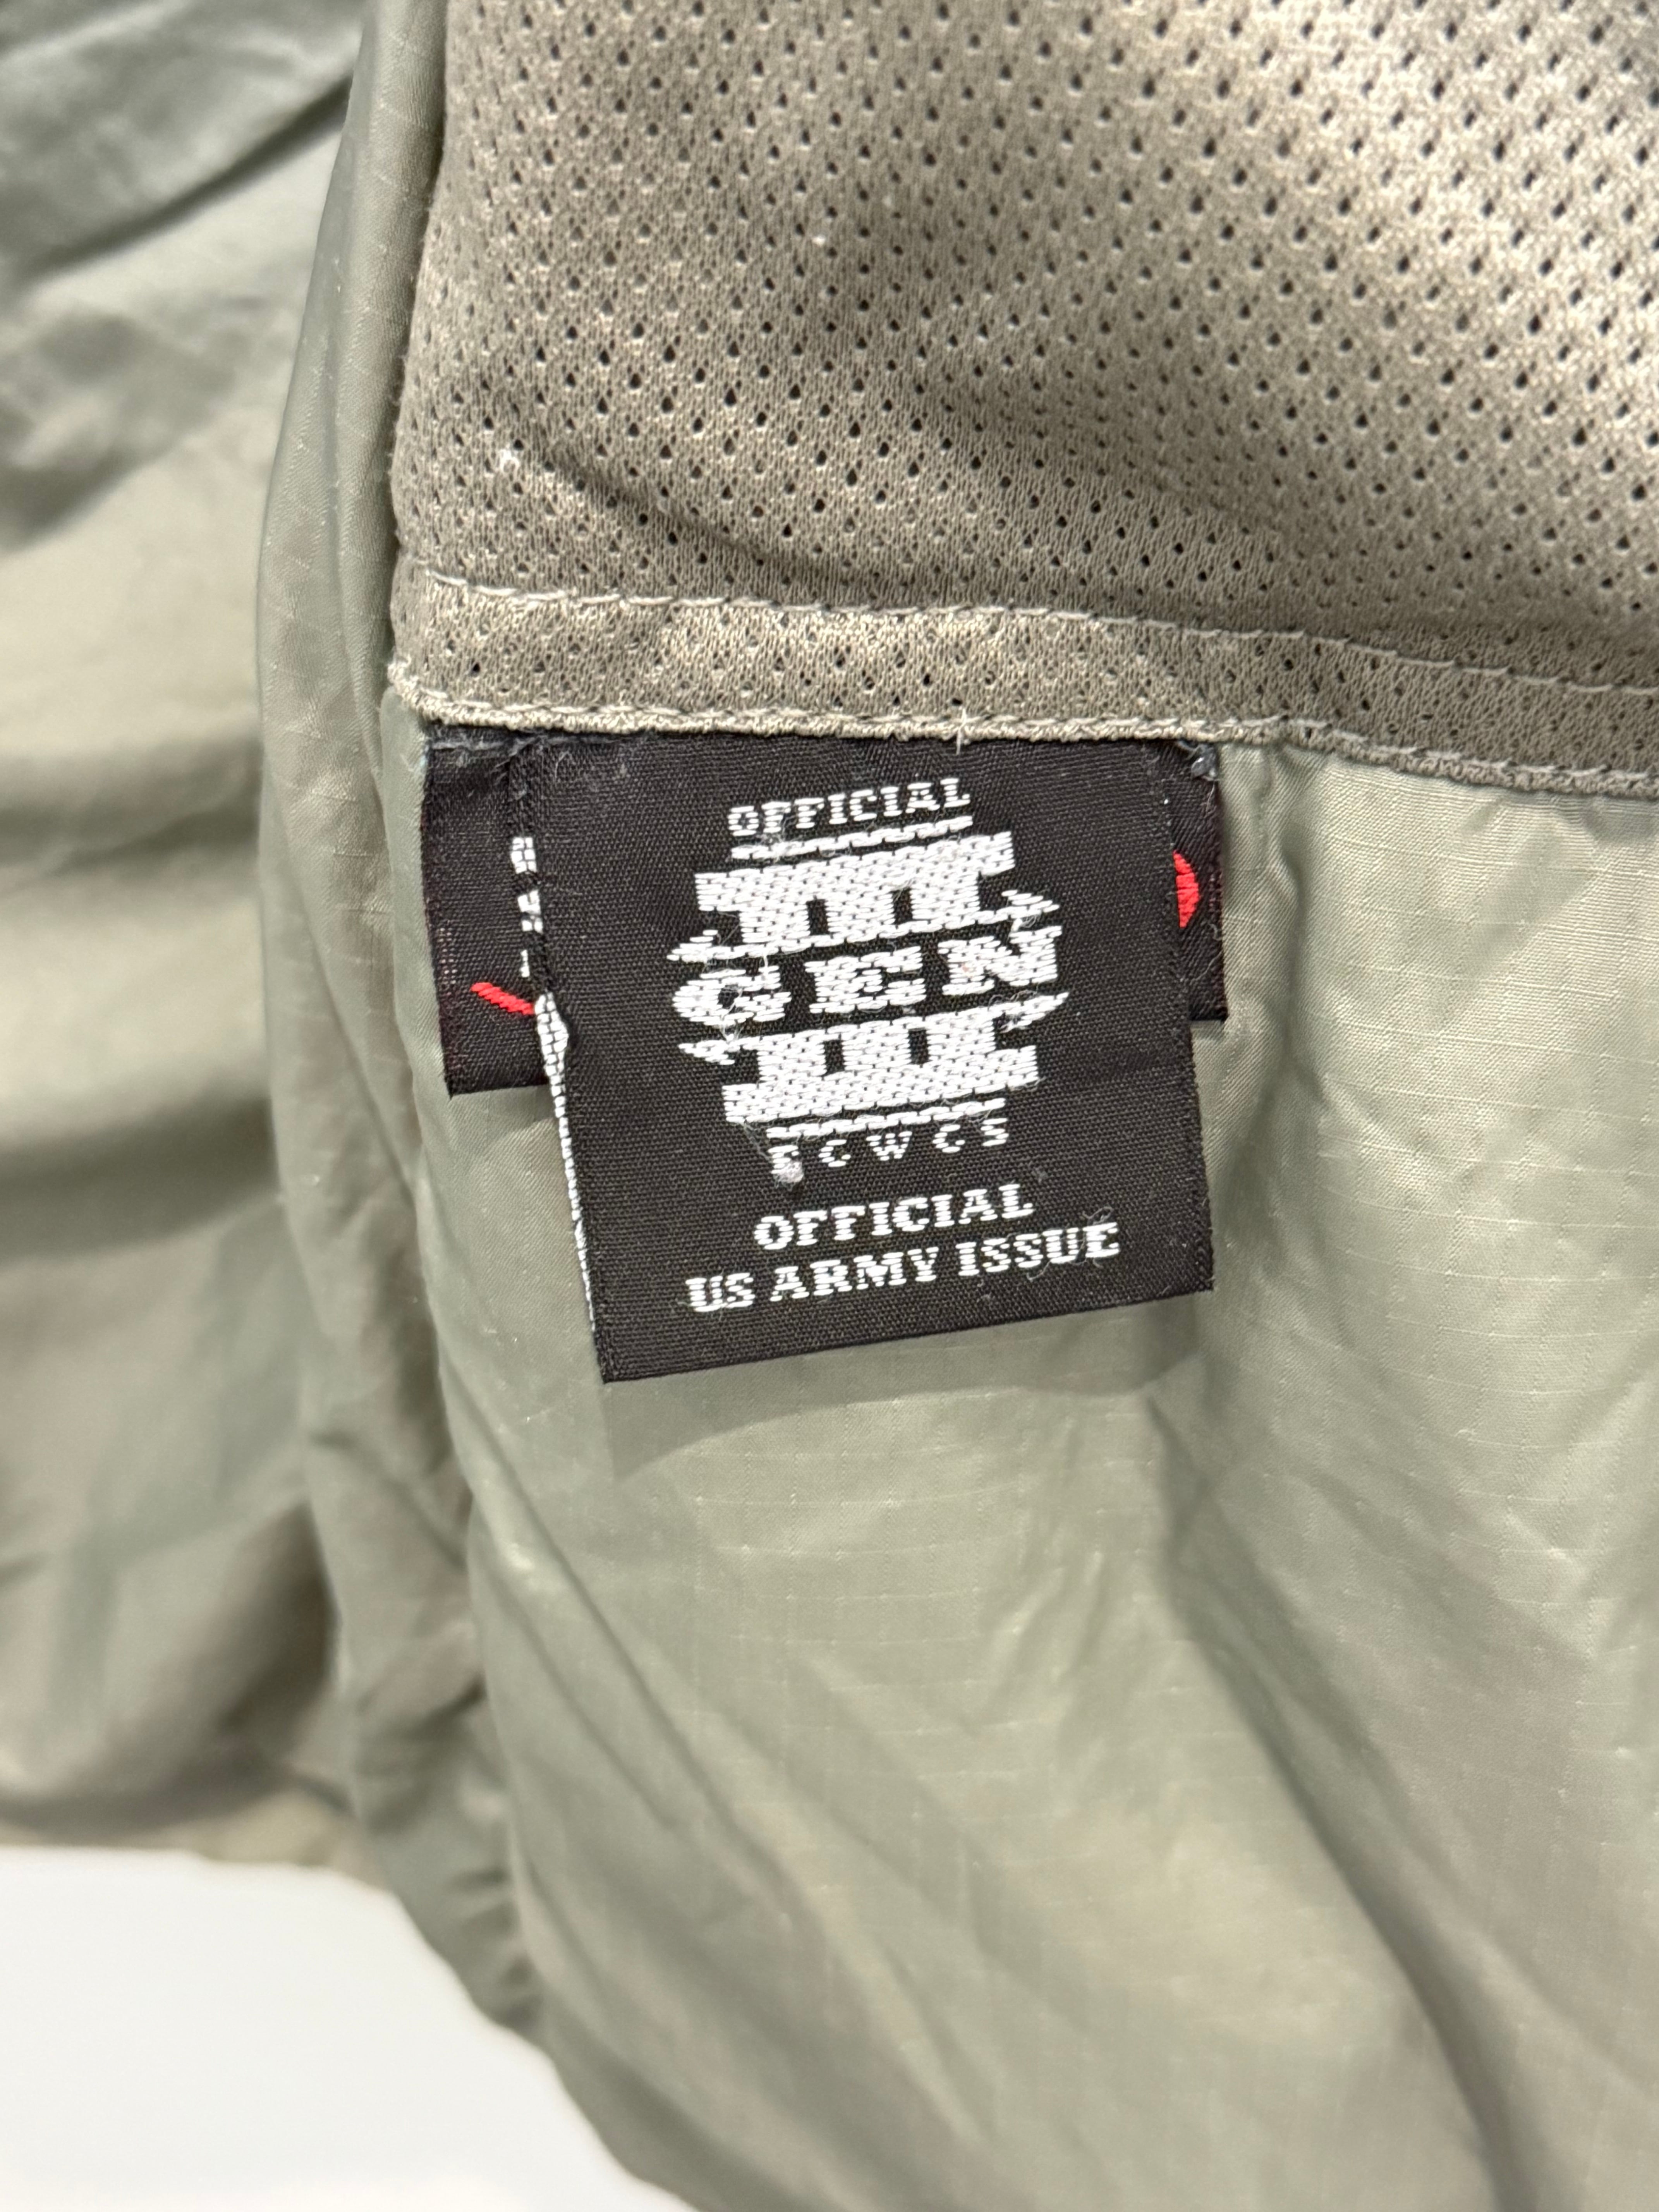 OFFICIAL
III
GEN
III
ECWCS
OFFICIAL
US ARMY ISSUE